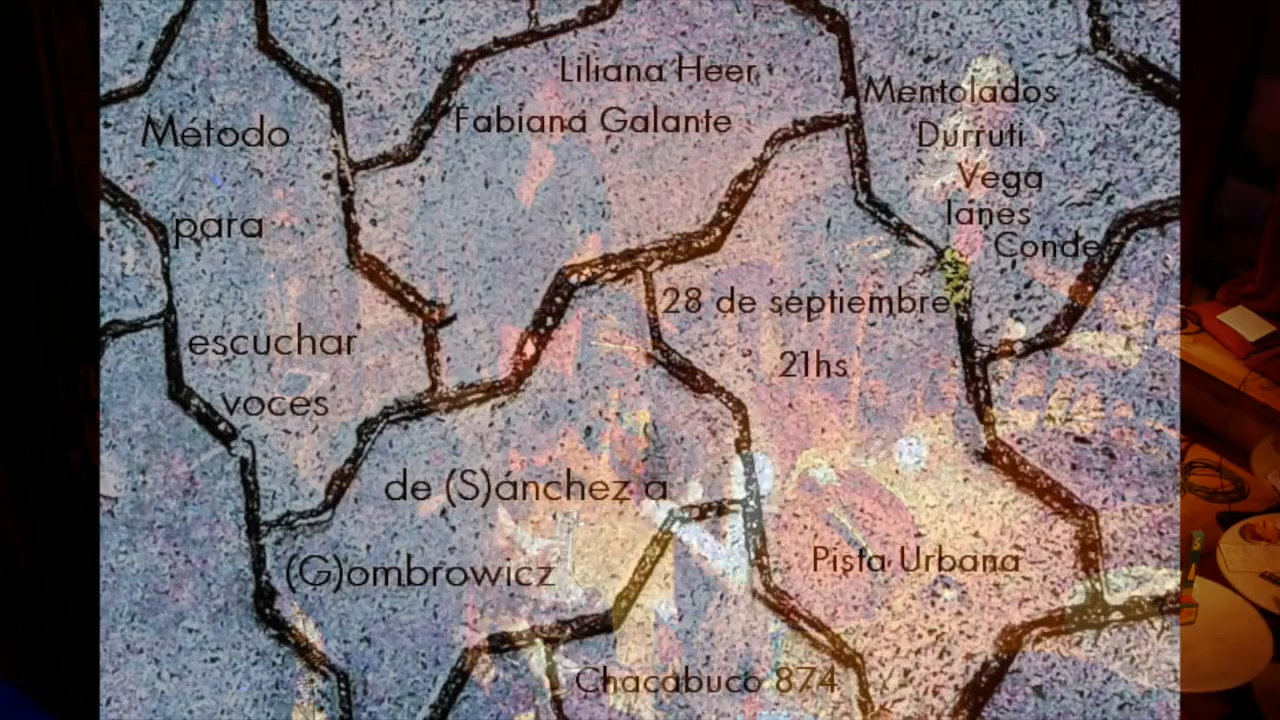 Método
para
escuchar
voces
de (S)ánchez a
(G)ombrowicz
Liliana Heer
Fabiana Galante
Mentolados
Durruti
Vega
Ianes
Conde
28 de septiembre
21hs
Pista Urbana
Chacabuco 874